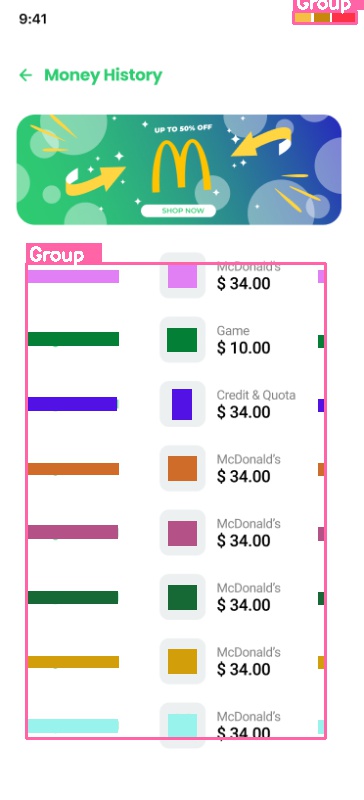 Group
9:41
Money History
UP TO 50% OFF
SHOP NOW
Group
McDonald's
$ 34.00
Game
$ 10.00
Credit & Quota
$ 34.00
McDonald's
$ 34.00
McDonald's
$ 34.00
McDonald's
$ 34.00
McDonald's
$ 34.00
McDonald's
$ 34.00